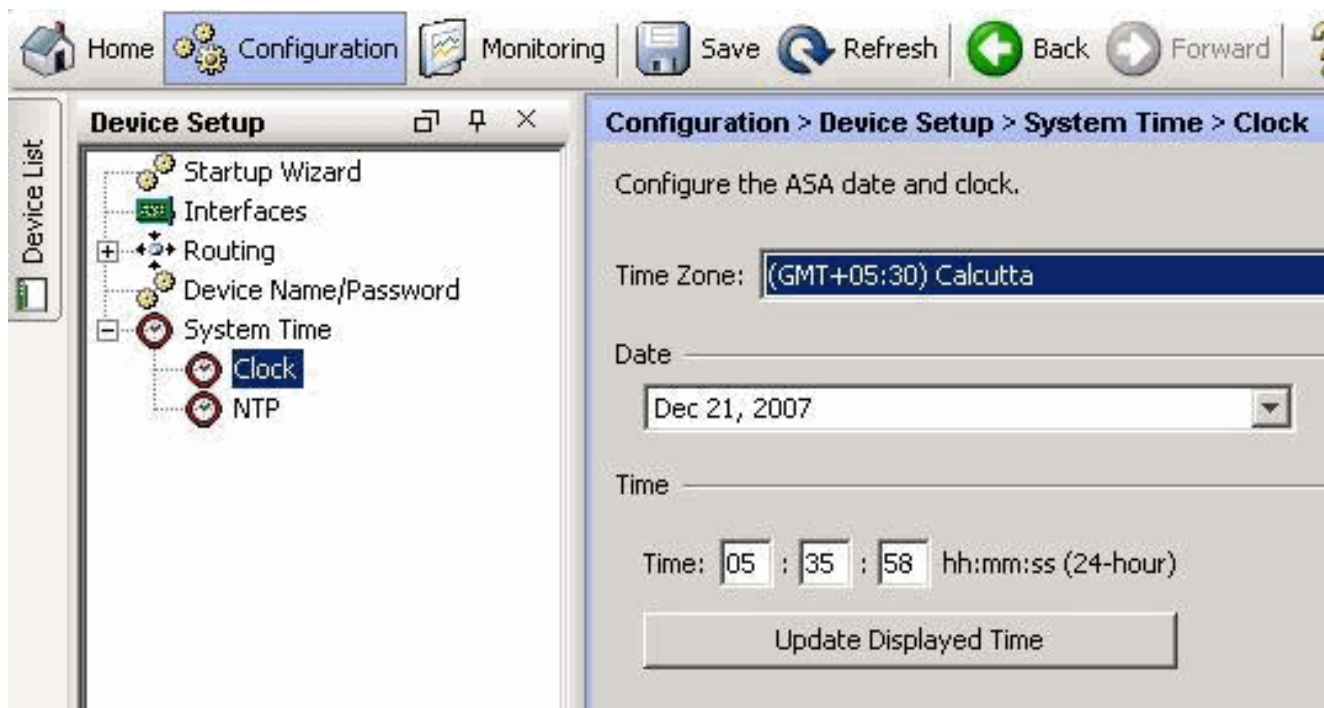 Home Configuration Monitoring Save Refresh Back Forward
Device List
Device Setup
Startup Wizard
Interfaces
Routing
Device Name/Password
System Time
Clock
NTP
Configuration > Device Setup > System Time > Clock
Configure the ASA date and clock.
Time Zone: (GMT+05:30) Calcutta
Date
Dec 21, 2007
Time
Time: 05 : 35 : 58 hh:mm:ss (24-hour)
Update Displayed Time